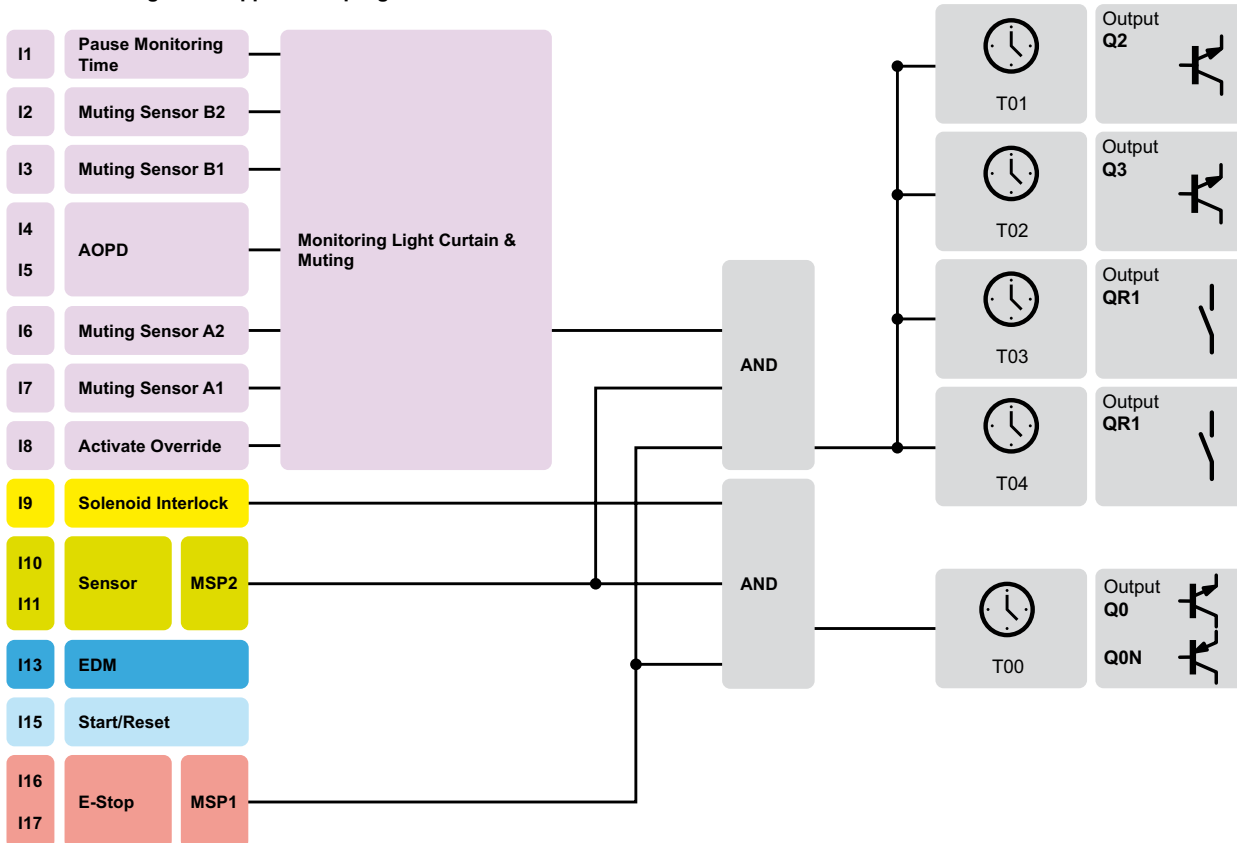 I1
Pause Monitoring
Time
I2
Muting Sensor B2
I3
Muting Sensor B1
I4
I5
AOPD
I6
Muting Sensor A2
I7
Muting Sensor A1
I8
Activate Override
Monitoring Light Curtain &
Muting
I9
Solenoid Interlock
I10
I11
Sensor
MSP2
I13
EDM
I15
Start/Reset
I16
I17
E-Stop
MSP1
AND
AND
T01
Output
Q2
T02
Output
Q3
T03
Output
QR1
T04
Output
QR1
T00
Output
Q0
Q0N